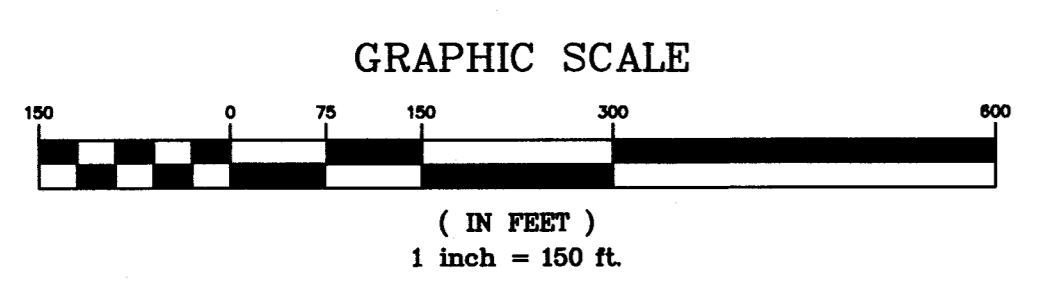 GRAPHIC SCALE
150 0 75 150 300 600
( IN FEET )
1 inch = 150 ft.